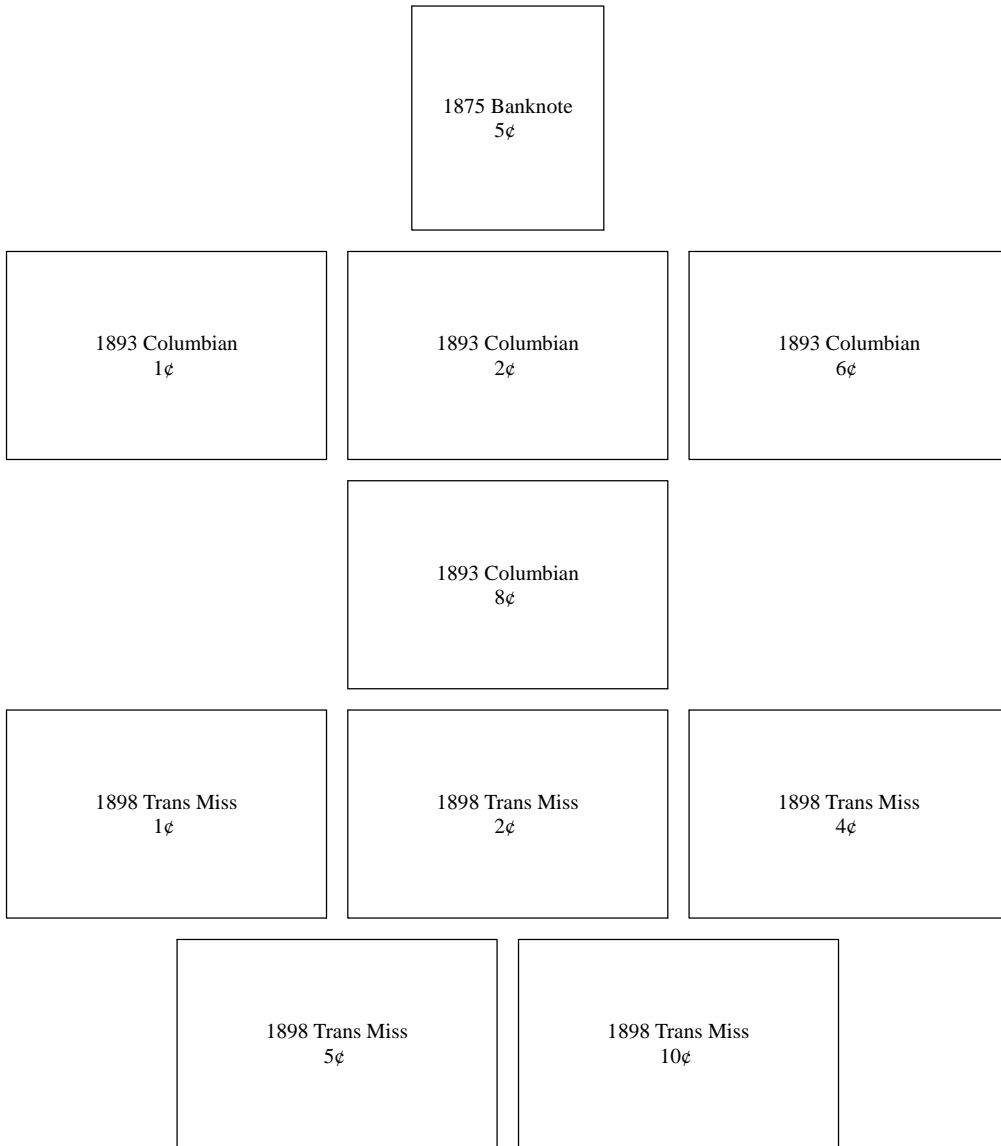 1875 Banknote
5¢
1893 Columbian
1¢
1893 Columbian
2¢
1893 Columbian
6¢
1893 Columbian
8¢
1898 Trans Miss
1¢
1898 Trans Miss
2¢
1898 Trans Miss
4¢
1898 Trans Miss
5¢
1898 Trans Miss
10¢